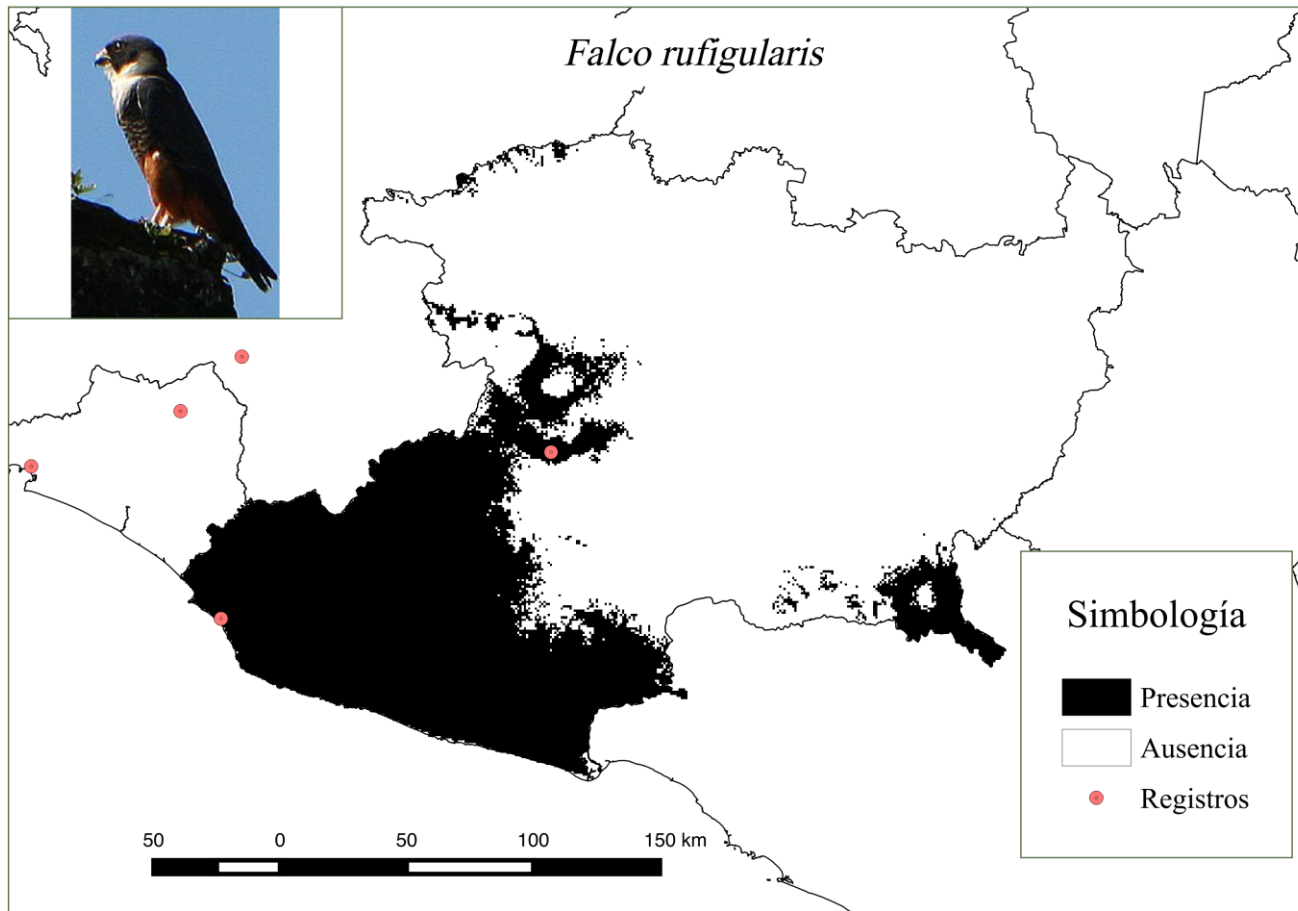 Falco rufigularis
Simbología
Presencia
Ausencia
Registros
50 0 50 100 150 km